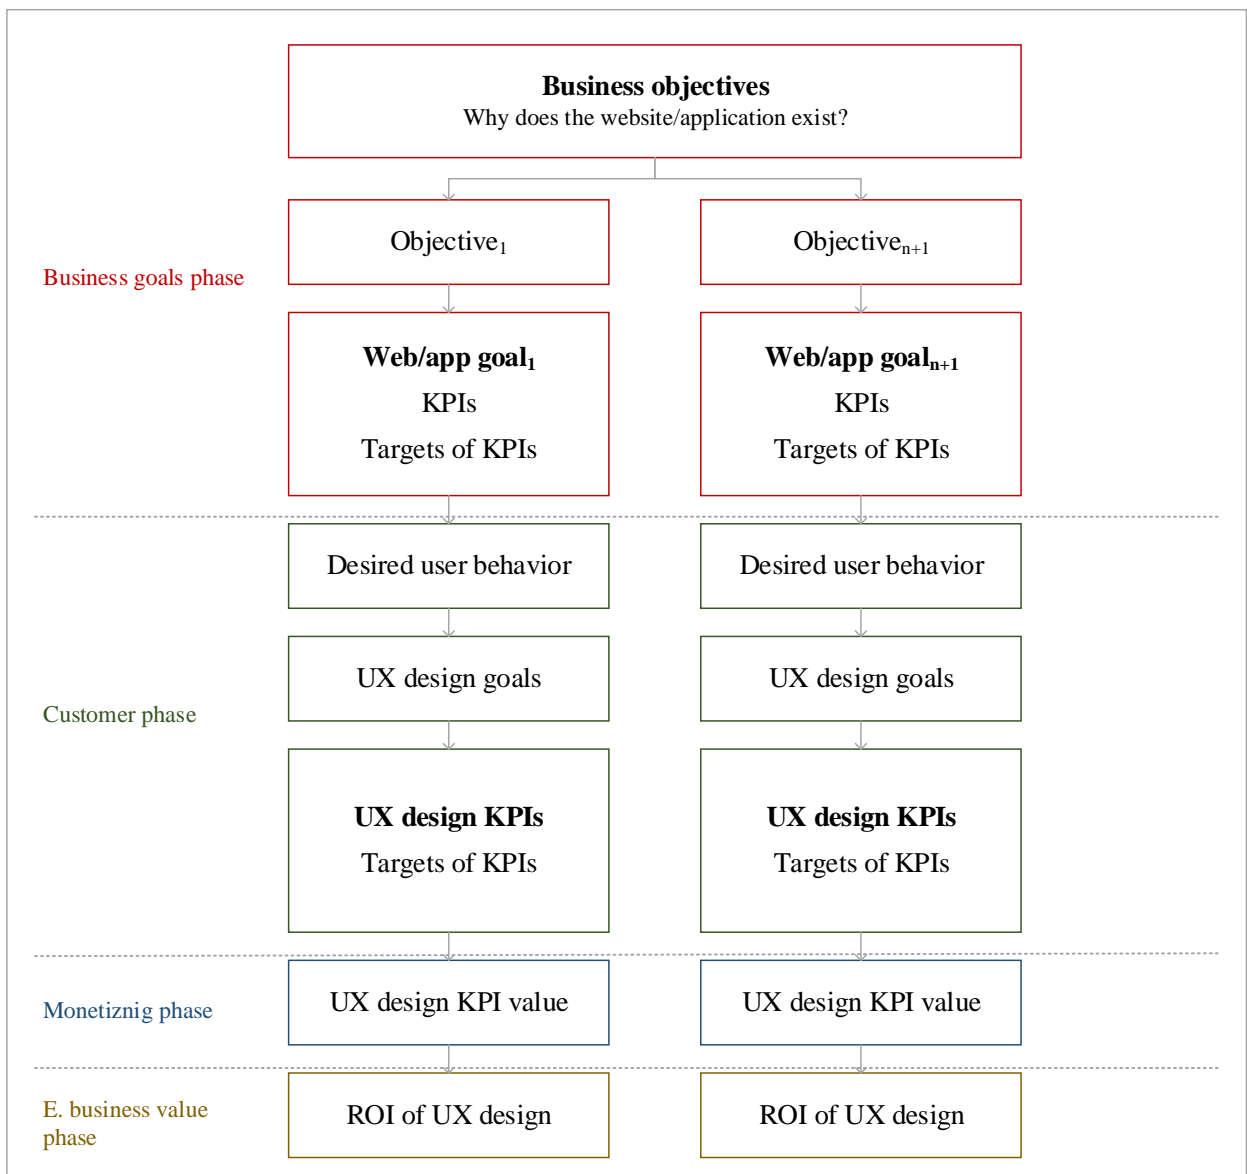 Business objectives
Why does the website/application exist?
Objective1
Objectiven+1
Business goals phase
Web/app goal1
KPIs
Targets of KPIs
Web/app goaln+1
KPIs
Targets of KPIs
Desired user behavior
Desired user behavior
UX design goals
UX design goals
Customer phase
UX design KPIs
Targets of KPIs
UX design KPIs
Targets of KPIs
Monetiznig phase
UX design KPI value
UX design KPI value
E. business value
phase
ROI of UX design
ROI of UX design